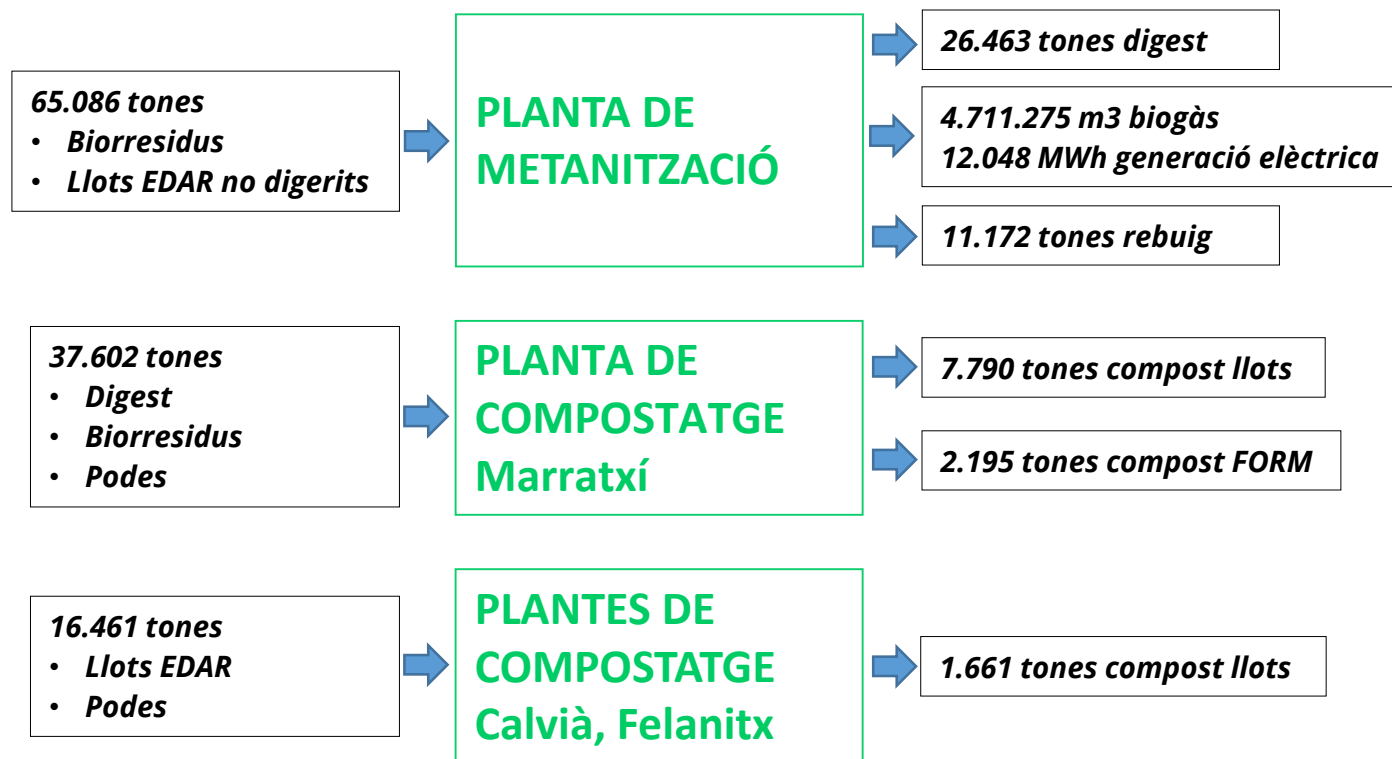 65.086 tones
• Biorresidus
• Llots EDAR no digerits
PLANTA DE
METANITZACIÓ
26.463 tones digest
4.711.275 m3 biogàs
12.048 MWh generació elèctrica
11.172 tones rebuig
37.602 tones
• Digest
• Biorresidus
• Podes
PLANTA DE
COMPOSTATGE
Marratxí
7.790 tones compost llots
2.195 tones compost FORM
16.461 tones
• Llots EDAR
• Podes
PLANTES DE
COMPOSTATGE
Calvià, Felanitx
1.661 tones compost llots